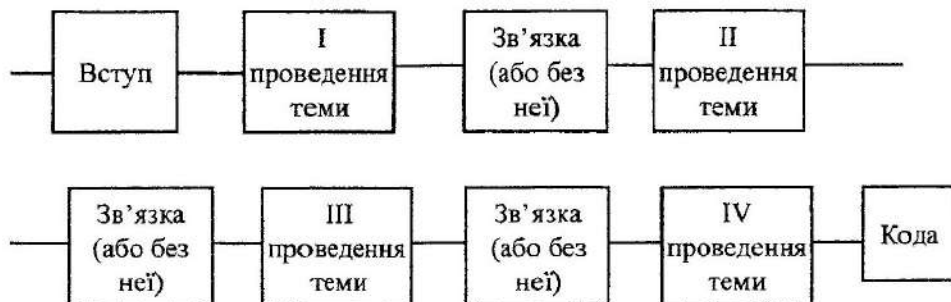 Вступ
I
проведення
теми
Зв’язка
(або без
неї)
II
проведення
теми
Зв’язка
(або без
неї)
III
проведення
теми
Зв’язка
(або без
неї)
IV
проведення
теми
Кода